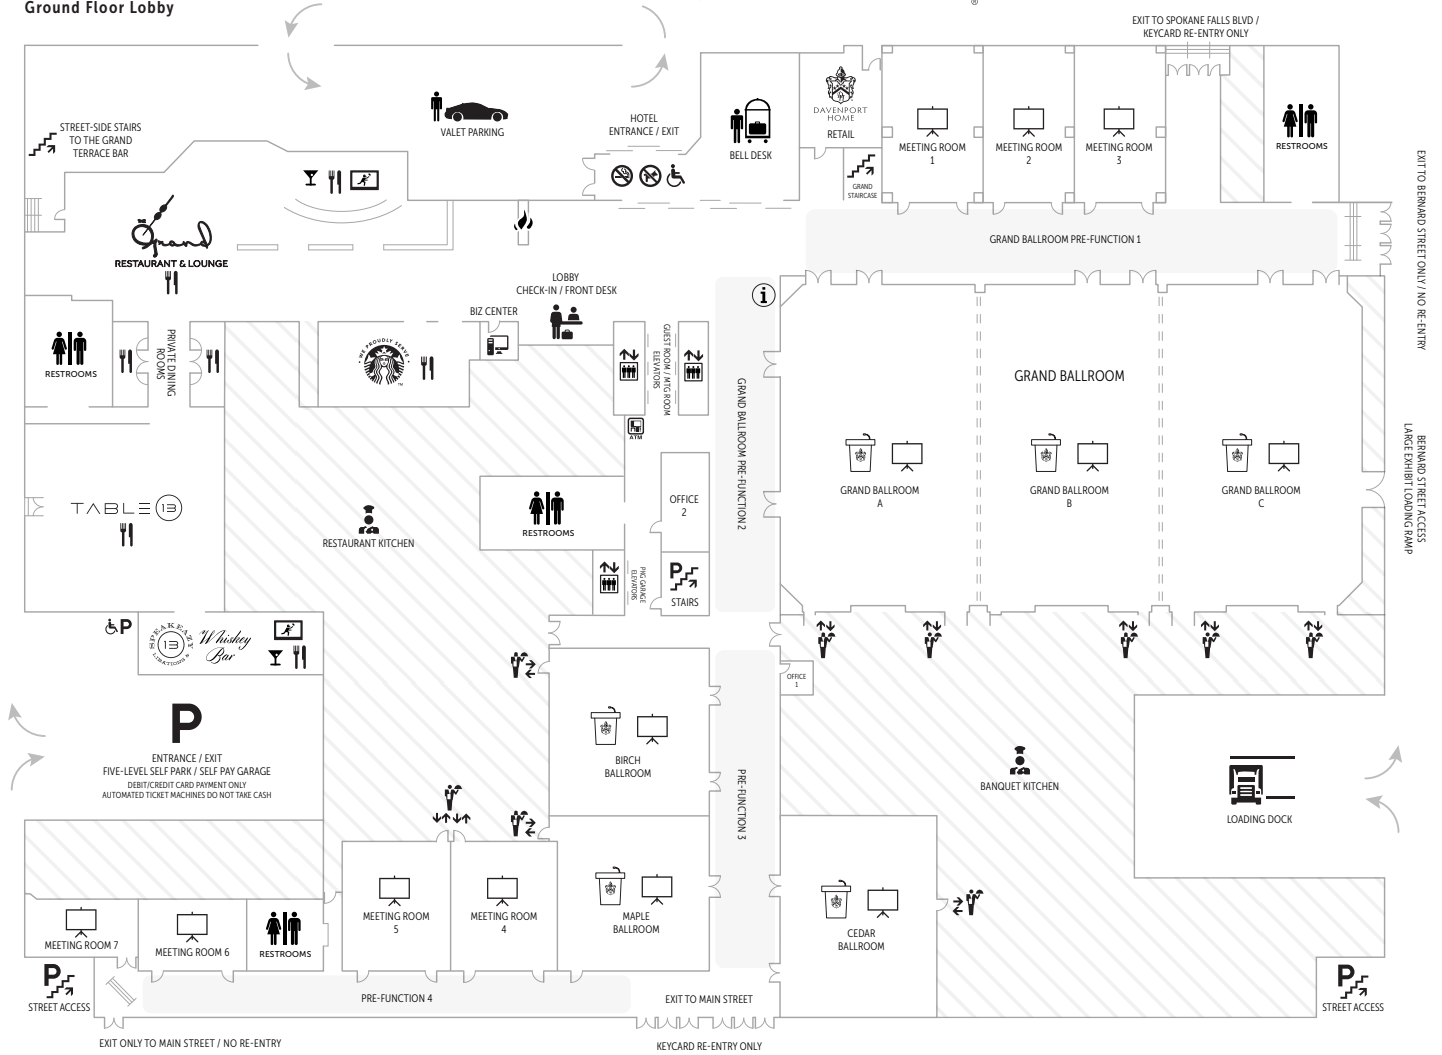 Ground Floor Lobby
®
EXIT TO SPOKANE FALLS BLVD /
KEYCARD RE-ENTRY ONLY
STREET-SIDE STAIRS
TO THE GRAND
TERRACE BAR
VALET PARKING
HOTEL
ENTRANCE / EXIT
BELL DESK
DAVENPORT
HOME
RETAIL
GRAND
STAIRCASE
MEETING ROOM
1
MEETING ROOM
2
MEETING ROOM
3
RESTROOMS
EXIT TO BERNARD STREET ONLY / NO RE-ENTRY
THE
Grand
RESTAURANT & LOUNGE
GRAND BALLROOM PRE-FUNCTION 1
LOBBY
CHECK-IN / FRONT DESK
BIZ CENTER
i
RESTROOMS
PRIVATE DINING
ROOMS
WE PROUDLY SERVE
™
GUEST ROOM / MTG ROOM
ELEVATORS
ATM
GRAND BALLROOM PRE-FUNCTION 2
GRAND BALLROOM
GRAND BALLROOM
A
GRAND BALLROOM
B
GRAND BALLROOM
C
BERNARD STREET ACCESS
LARGE EXHIBIT LOADING RAMP
TABLE 13
RESTAURANT KITCHEN
RESTROOMS
OFFICE
2
PKG GARAGE
ELEVATORS
P
STAIRS
P
SPEAKEAZY
13
LIBATIONS &
Whiskey
Bar
OFFICE
1
P
ENTRANCE / EXIT
FIVE-LEVEL SELF PARK / SELF PAY GARAGE
DEBIT/CREDIT CARD PAYMENT ONLY
AUTOMATED TICKET MACHINES DO NOT TAKE CASH
BIRCH
BALLROOM
PRE-FUNCTION 3
BANQUET KITCHEN
LOADING DOCK
MEETING ROOM 7
MEETING ROOM 6
RESTROOMS
MEETING ROOM
5
MEETING ROOM
4
MAPLE
BALLROOM
CEDAR
BALLROOM
P
STREET ACCESS
PRE-FUNCTION 4
EXIT TO MAIN STREET
P
STREET ACCESS
EXIT ONLY TO MAIN STREET / NO RE-ENTRY
KEYCARD RE-ENTRY ONLY